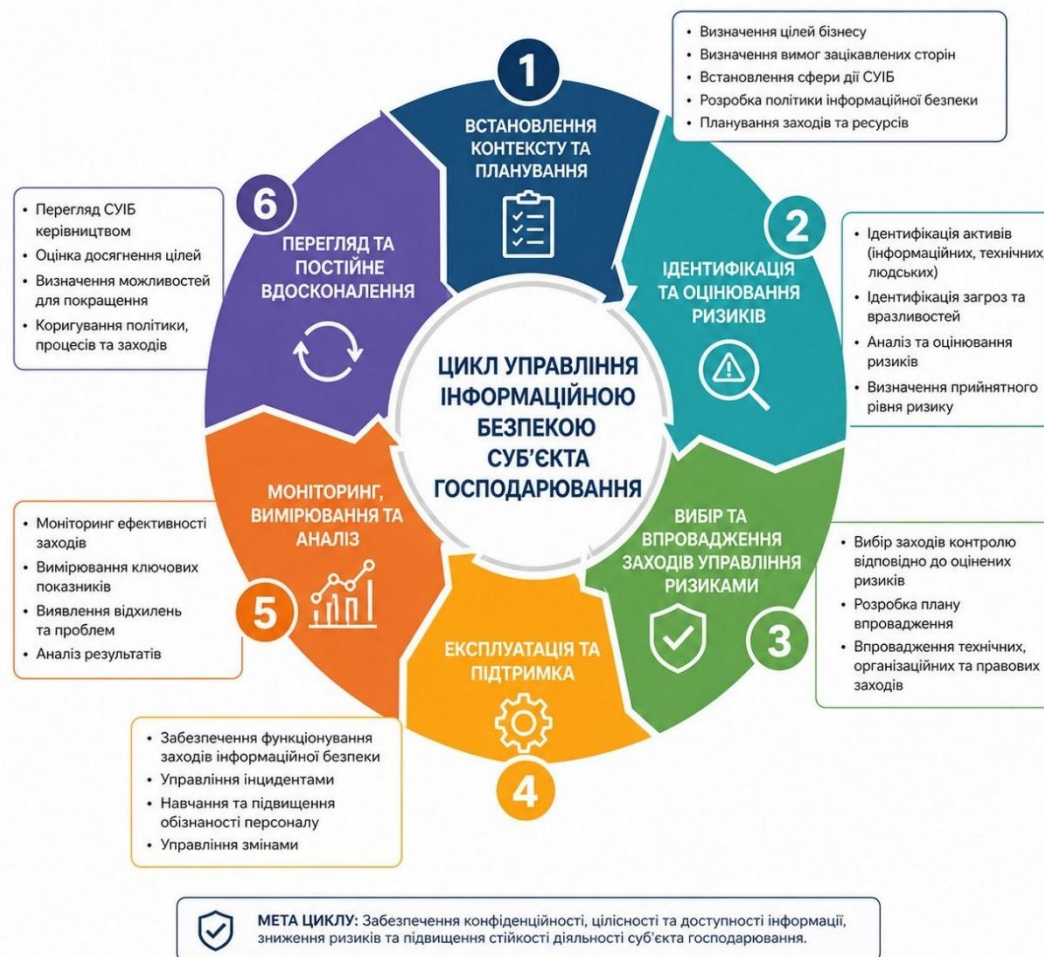 1
ВСТАНОВЛЕННЯ
КОНТЕКСТУ ТА
ПЛАНУВАННЯ
• Визначення цілей бізнесу
• Визначення вимог зацікавлених сторін
• Встановлення сфери дії СУІБ
• Розробка політики інформаційної безпеки
• Планування заходів та ресурсів
2
ІДЕНТИФІКАЦІЯ
ТА ОЦІНЮВАННЯ
РИЗИКІВ
• Ідентифікація активів
(інформаційних, технічних,
людських)
• Ідентифікація загроз та
вразливостей
• Аналіз та оцінювання
ризиків
• Визначення прийнятного
рівня ризику
3
ВИБІР ТА
ВПРОВАДЖЕННЯ
ЗАХОДІВ УПРАВЛІННЯ
РИЗИКАМИ
• Вибір заходів контролю
відповідно до оцінених
ризиків
• Розробка плану
впровадження
• Впровадження технічних,
організаційних та правових
заходів
4
ЕКСПЛУАТАЦІЯ ТА
ПІДТРИМКА
• Забезпечення функціонування
заходів інформаційної безпеки
• Управління інцидентами
• Навчання та підвищення
обізнаності персоналу
• Управління змінами
5
МОНІТОРИНГ,
ВИМІРЮВАННЯ ТА
АНАЛІЗ
• Моніторинг ефективності
заходів
• Вимірювання ключових
показників
• Виявлення відхилень
та проблем
• Аналіз результатів
6
ПЕРЕГЛЯД ТА
ПОСТІЙНЕ
ВДОСКОНАЛЕННЯ
• Перегляд СУІБ
керівництвом
• Оцінка досягнення цілей
• Визначення можливостей
для покращення
• Коригування політики,
процесів та заходів
ЦИКЛ УПРАВЛІННЯ
ІНФОРМАЦІЙНОЮ
БЕЗПЕКОЮ
СУБ'ЄКТА
ГОСПОДАРЮВАННЯ
МЕТА ЦИКЛУ: Забезпечення конфіденційності, цілісності та доступності інформації,
зниження ризиків та підвищення стійкості діяльності суб'єкта господарювання.